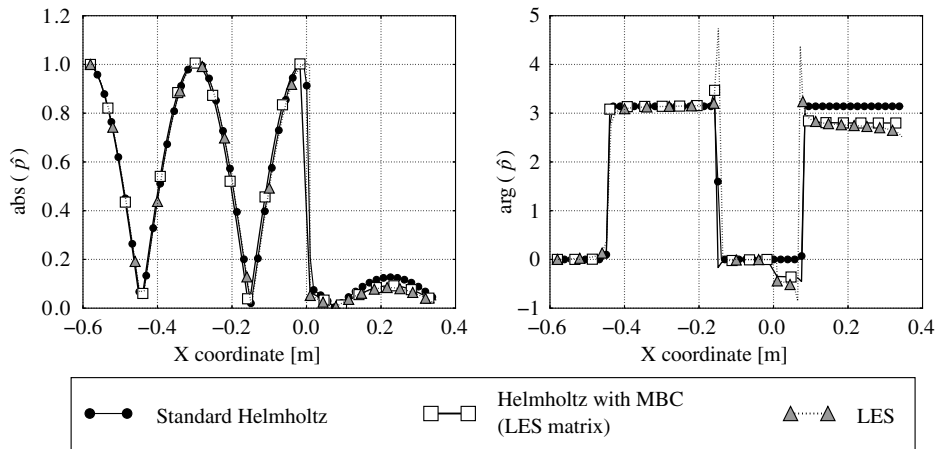 1.2
1.0
0.8
0.6
0.4
0.2
0.0
abs ( p̂ )
−0.6 −0.4 −0.2 0.0 0.2 0.4
X coordinate [m]
5
4
3
2
1
0
−1
arg ( p̂ )
−0.6 −0.4 −0.2 0.0 0.2 0.4
X coordinate [m]
Standard Helmholtz
Helmholtz with MBC
(LES matrix)
LES